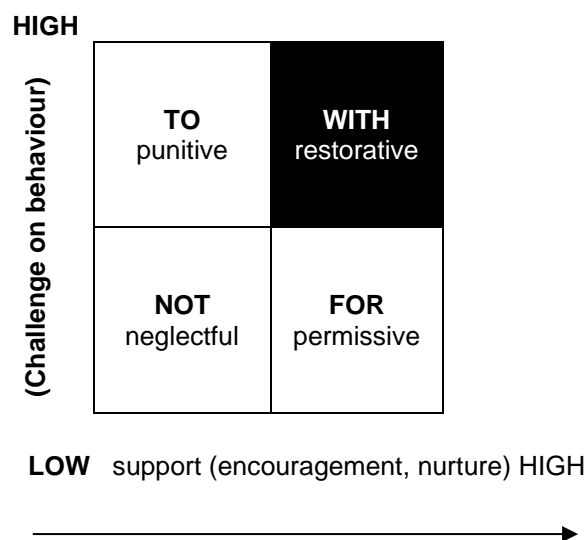 HIGH
(Challenge on behaviour)
TO
punitive
WITH
restorative
NOT
neglectful
FOR
permissive
LOW support (encouragement, nurture) HIGH